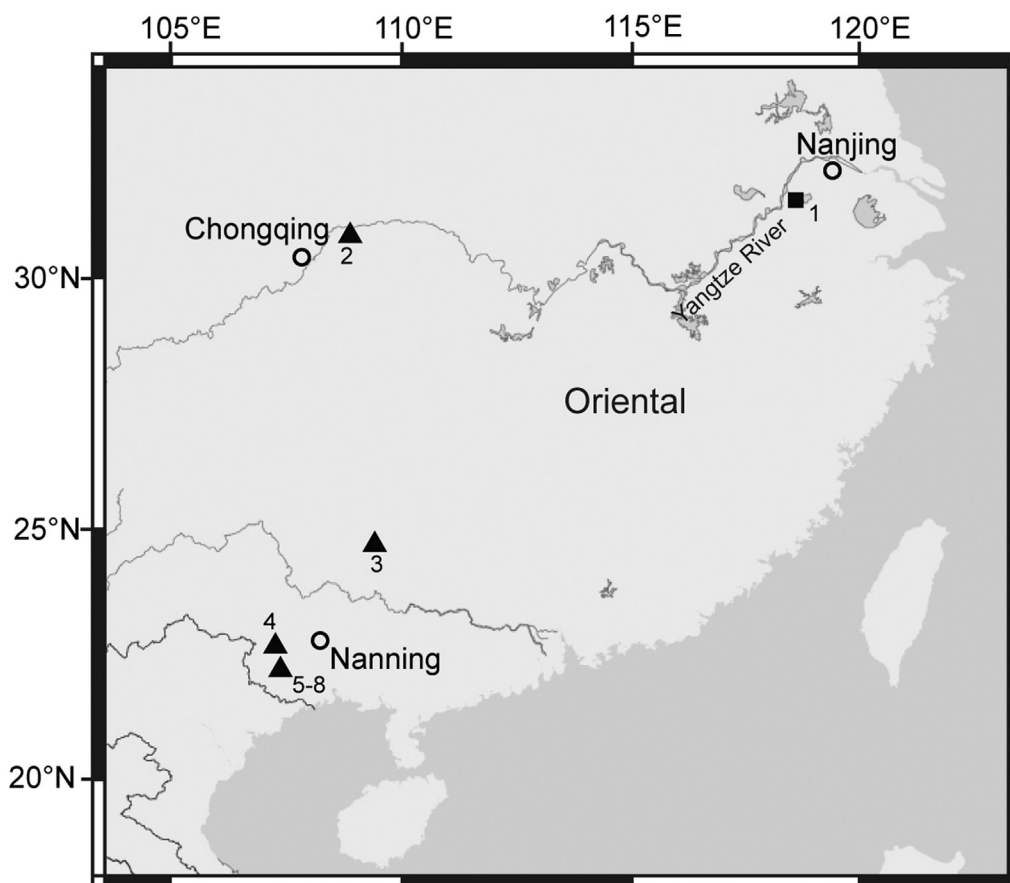 105°E 110°E 115°E 120°E
Nanjing
1
Chongqing
2
30°N
Yangtze River
Oriental
25°N
3
4
Nanning
5-8
20°N